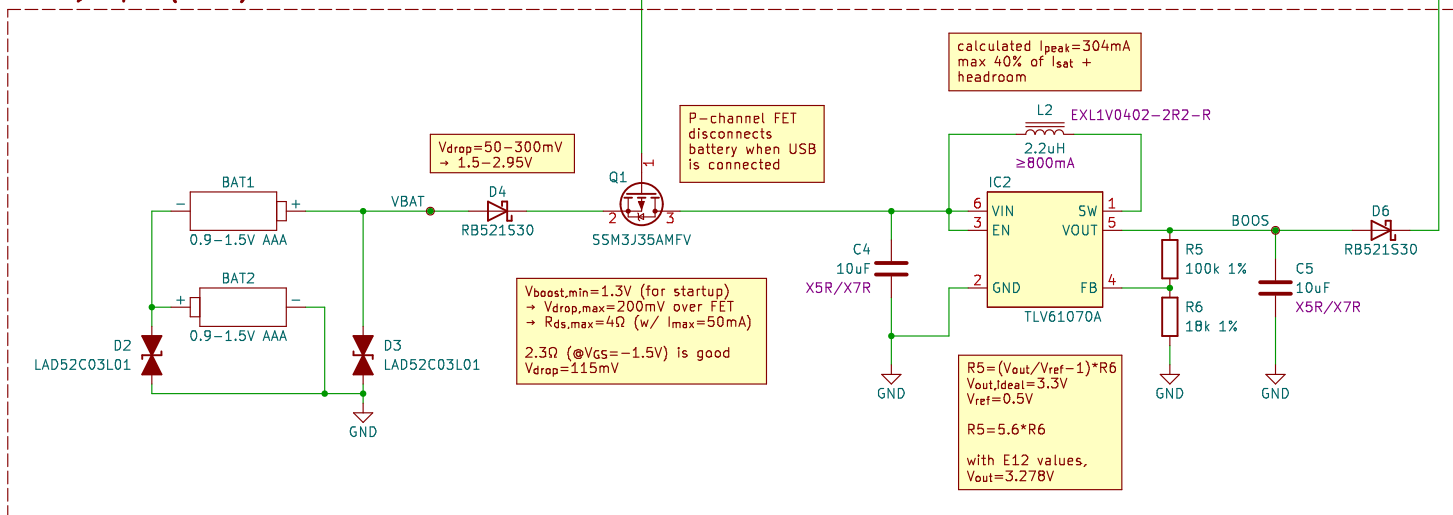 calculated Ipeak=304mA
max 40% of Isat +
headroom
L2
EXL1V0402-2R2-R
2.2uH
≥800mA
P-channel FET
disconnects
battery when USB
is connected
Vdrop=50-300mV
→ 1.5-2.95V
1
Q1
2
3
SSM3J35AMFV
BAT1
-
+
0.9-1.5V AAA
VBAT
D4
RB521S30
IC2
6
VIN
SW
1
3
EN
VOUT
5
2
GND
FB
4
TLV61070A
BOOS
D6
RB521S30
R5
100k 1%
R6
18k 1%
C4
10uF
X5R/X7R
C5
10uF
X5R/X7R
BAT2
+
-
0.9-1.5V AAA
D2
LAD52C03L01
D3
LAD52C03L01
Vboost,min=1.3V (for startup)
→ Vdrop,max=200mV over FET
→ Rds,max=4Ω (w/ Imax=50mA)
2.3Ω (@VGS=-1.5V) is good
Vdrop=115mV
GND
GND
GND
GND
R5=(Vout/Vref-1)*R6
Vout,Ideal=3.3V
Vref=0.5V
R5=5.6*R6
with E12 values,
Vout=3.278V